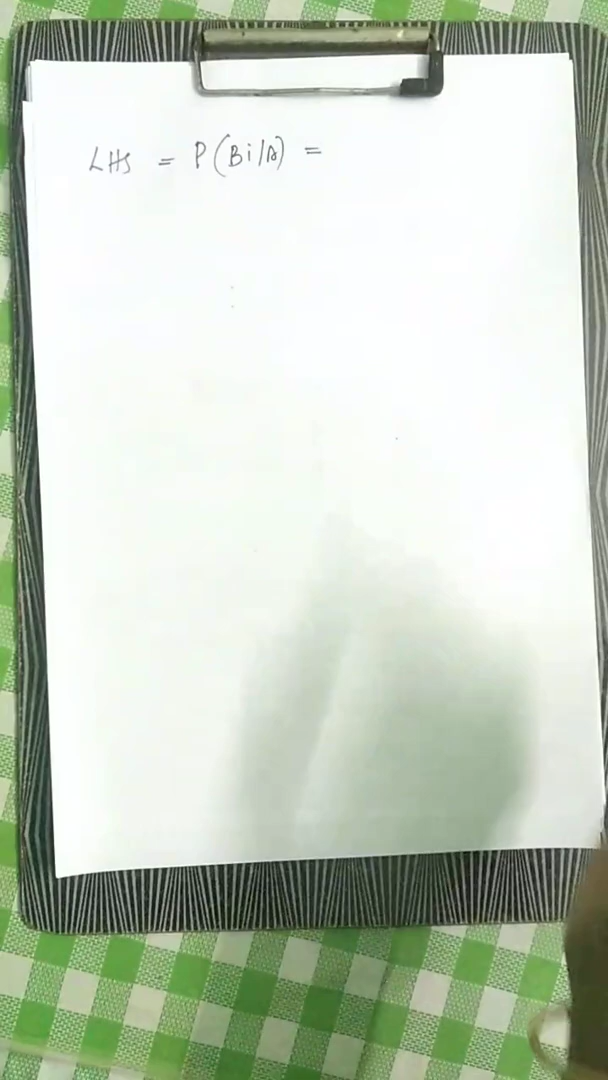 LHS = P(Bi/A) =